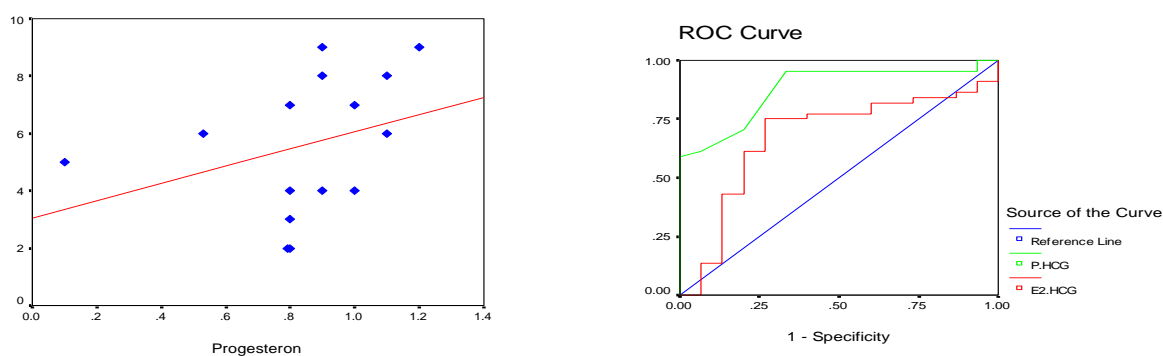 10
8
6
4
2
0
0.0 .2 .4 .6 .8 1.0 1.2 1.4
Progesteron
ROC Curve
1.00
.75
.50
.25
0.00
0.00 .25 .50 .75 1.00
1 - Specificity
Source of the Curve
Reference Line
P.HCG
E2.HCG